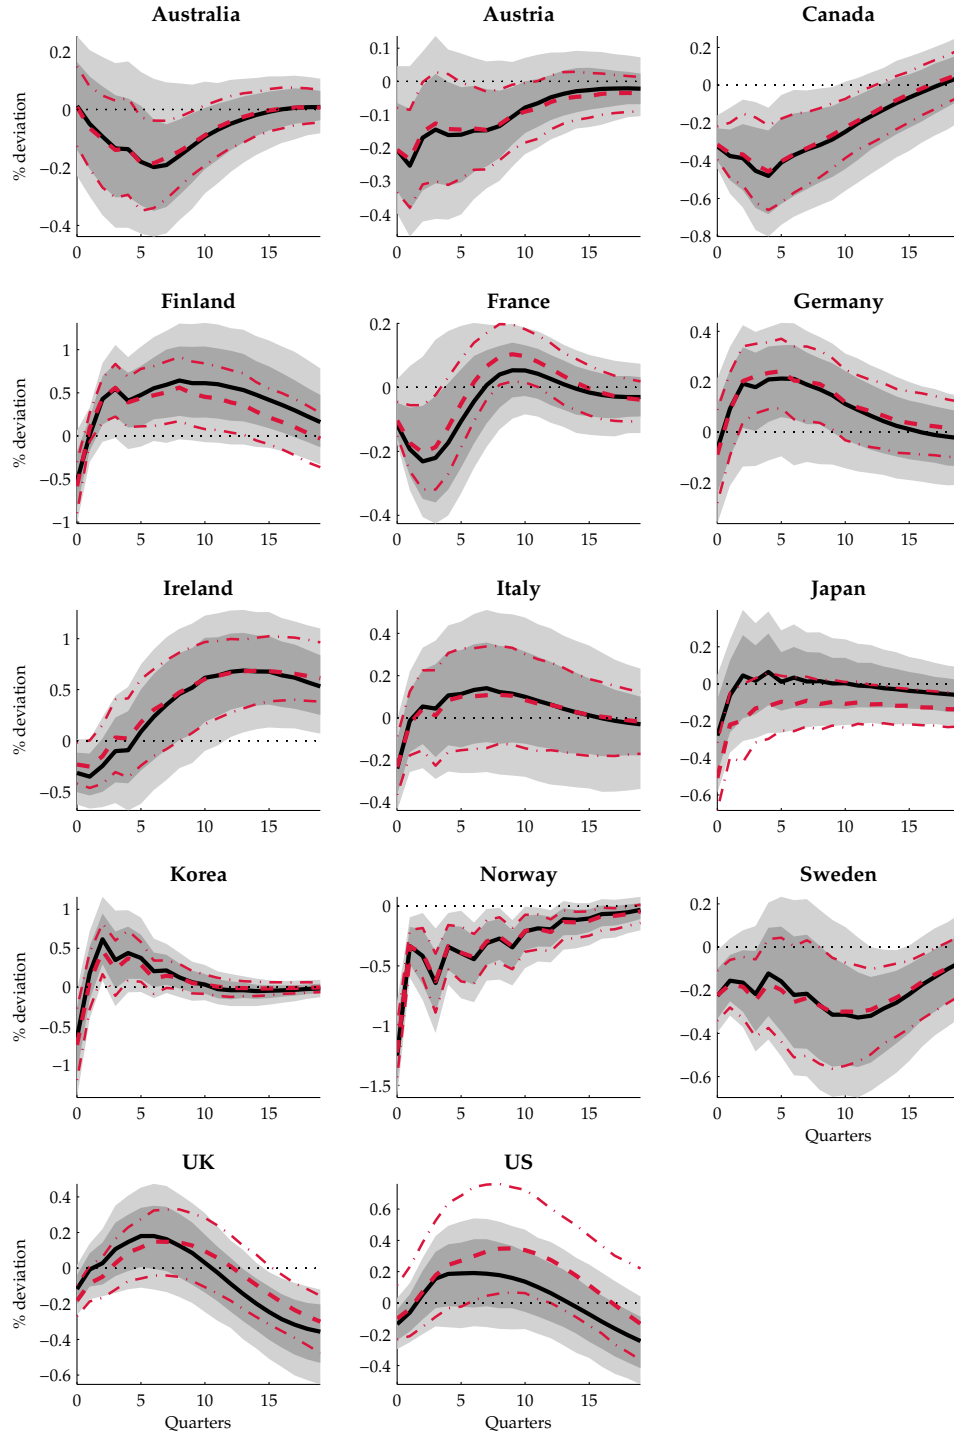 Australia
Austria
Canada
% deviation
0.2
0
−0.2
−0.4
0 5 10 15
0.1
0
−0.1
−0.2
−0.3
−0.4
0 5 10 15
0.2
0
−0.2
−0.4
−0.6
−0.8
0 5 10 15
Finland
France
Germany
% deviation
1
0.5
0
−0.5
−1
0 5 10 15
0.2
0
−0.2
−0.4
0 5 10 15
0.4
0.2
0
−0.2
0 5 10 15
Ireland
Italy
Japan
% deviation
1
0.5
0
−0.5
0 5 10 15
0.4
0.2
0
−0.2
−0.4
0 5 10 15
0.2
0
−0.2
−0.4
−0.6
0 5 10 15
Korea
Norway
Sweden
% deviation
1
0.5
0
−0.5
−1
0 5 10 15
0
−0.5
−1
−1.5
0 5 10 15
0.2
0
−0.2
−0.4
−0.6
0 5 10 15
Quarters
UK
US
% deviation
0.4
0.2
0
−0.2
−0.4
−0.6
0 5 10 15
Quarters
0.6
0.4
0.2
0
−0.2
−0.4
0 5 10 15
Quarters